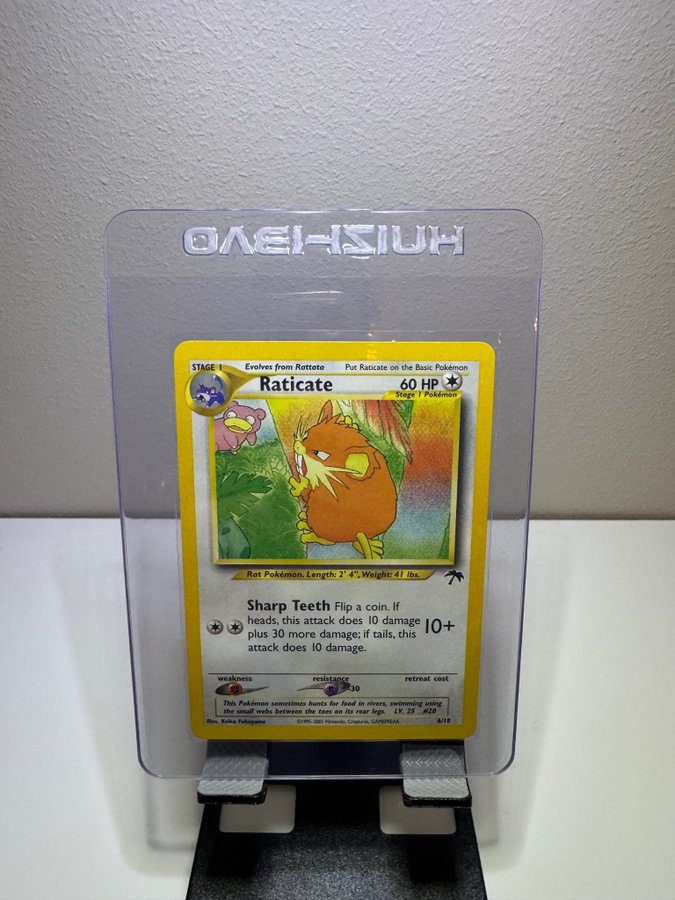 HUIZHIBVO
STAGE 1 Evolves from Rattata Put Raticate on the Basic Pokémon
Raticate 60 HP
Stage 1 Pokémon
Rat Pokémon. Length: 2' 4", Weight: 41 lbs.
Sharp Teeth Flip a coin. If
heads, this attack does 10 damage
plus 30 more damage; if tails, this
attack does 10 damage.
10+
weakness resistance retreat cost
-30
This Pokémon sometimes hunts for food in rivers, swimming using
the small webs between the toes on its rear legs. LV. 25 #20
Illus. Keiko Fukuyama ©1995-2001 Nintendo, Creatures, GAMEFREAK. 6/18